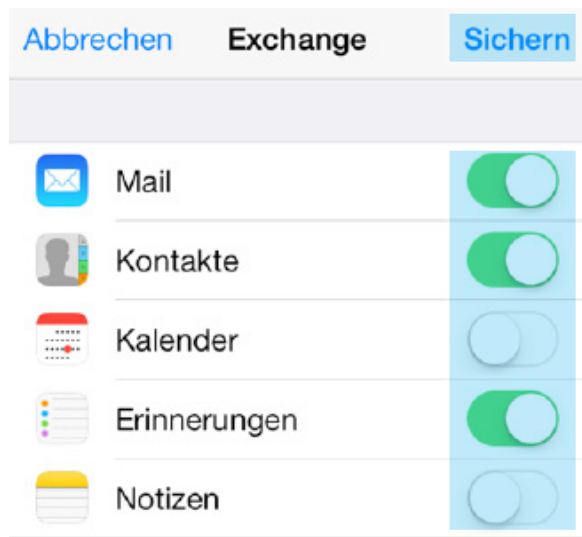 Abbrechen Exchange Sichern
Mail
Kontakte
Kalender
Erinnerungen
Notizen